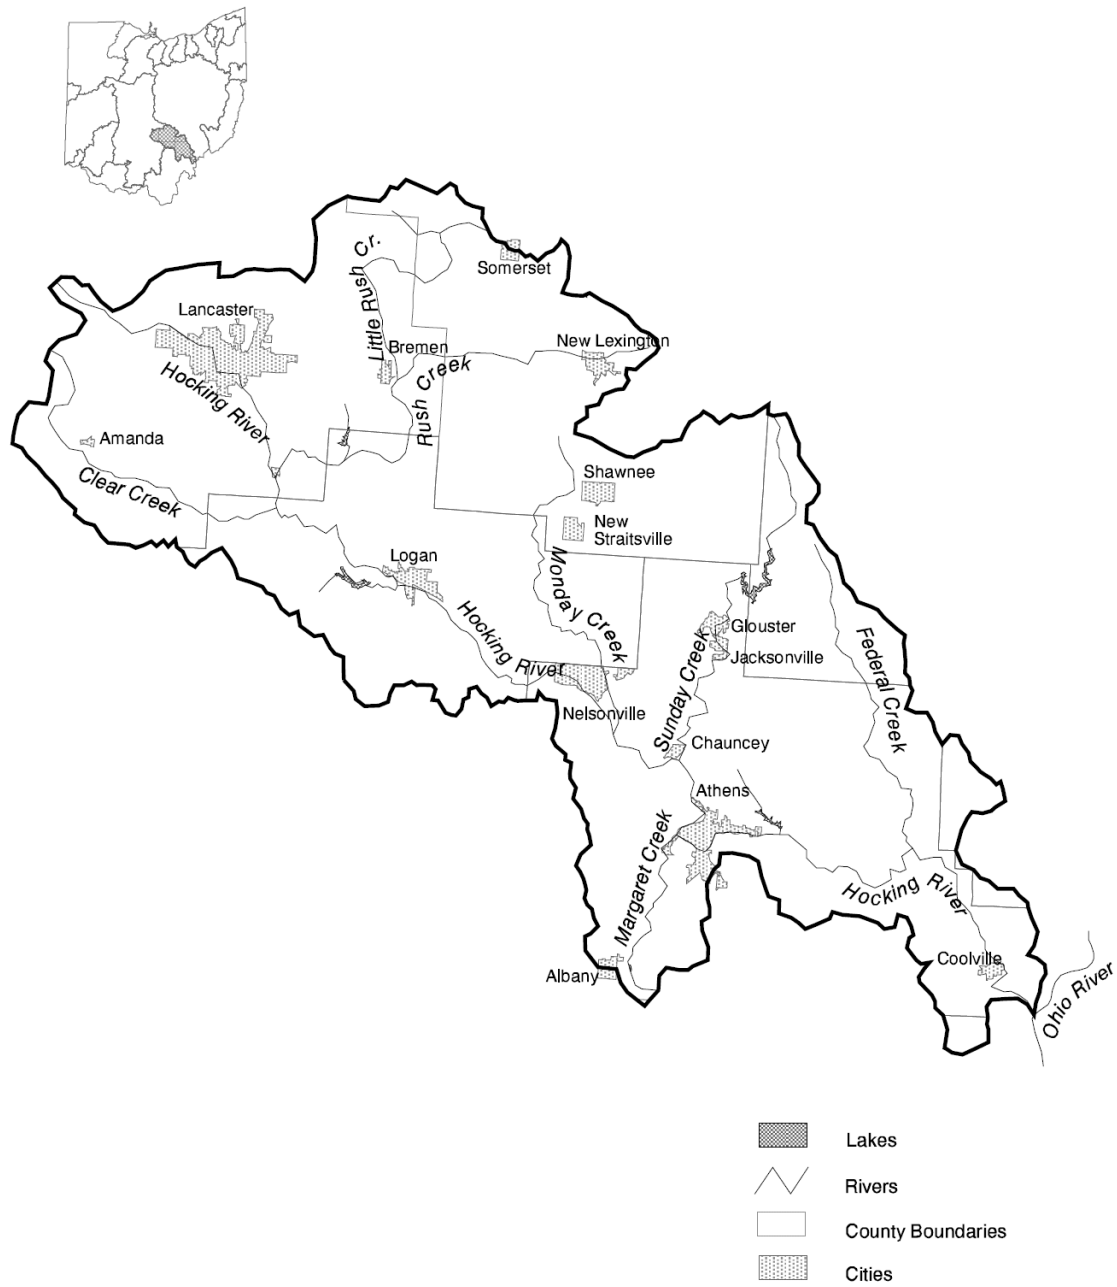 Little Rush Cr.
Somerset
Lancaster
New Lexington
Bremen
Rush Creek
Hocking River
Amanda
Clear Creek
Shawnee
New
Straitsville
Logan
Monday Creek
Hocking River
Glouster
Jacksonville
Sunday Creek
Federal Creek
Nelsonville
Chauncey
Athens
Margaret Creek
Hocking River
Coolville
Albany
Ohio River
Lakes
Rivers
County Boundaries
Cities